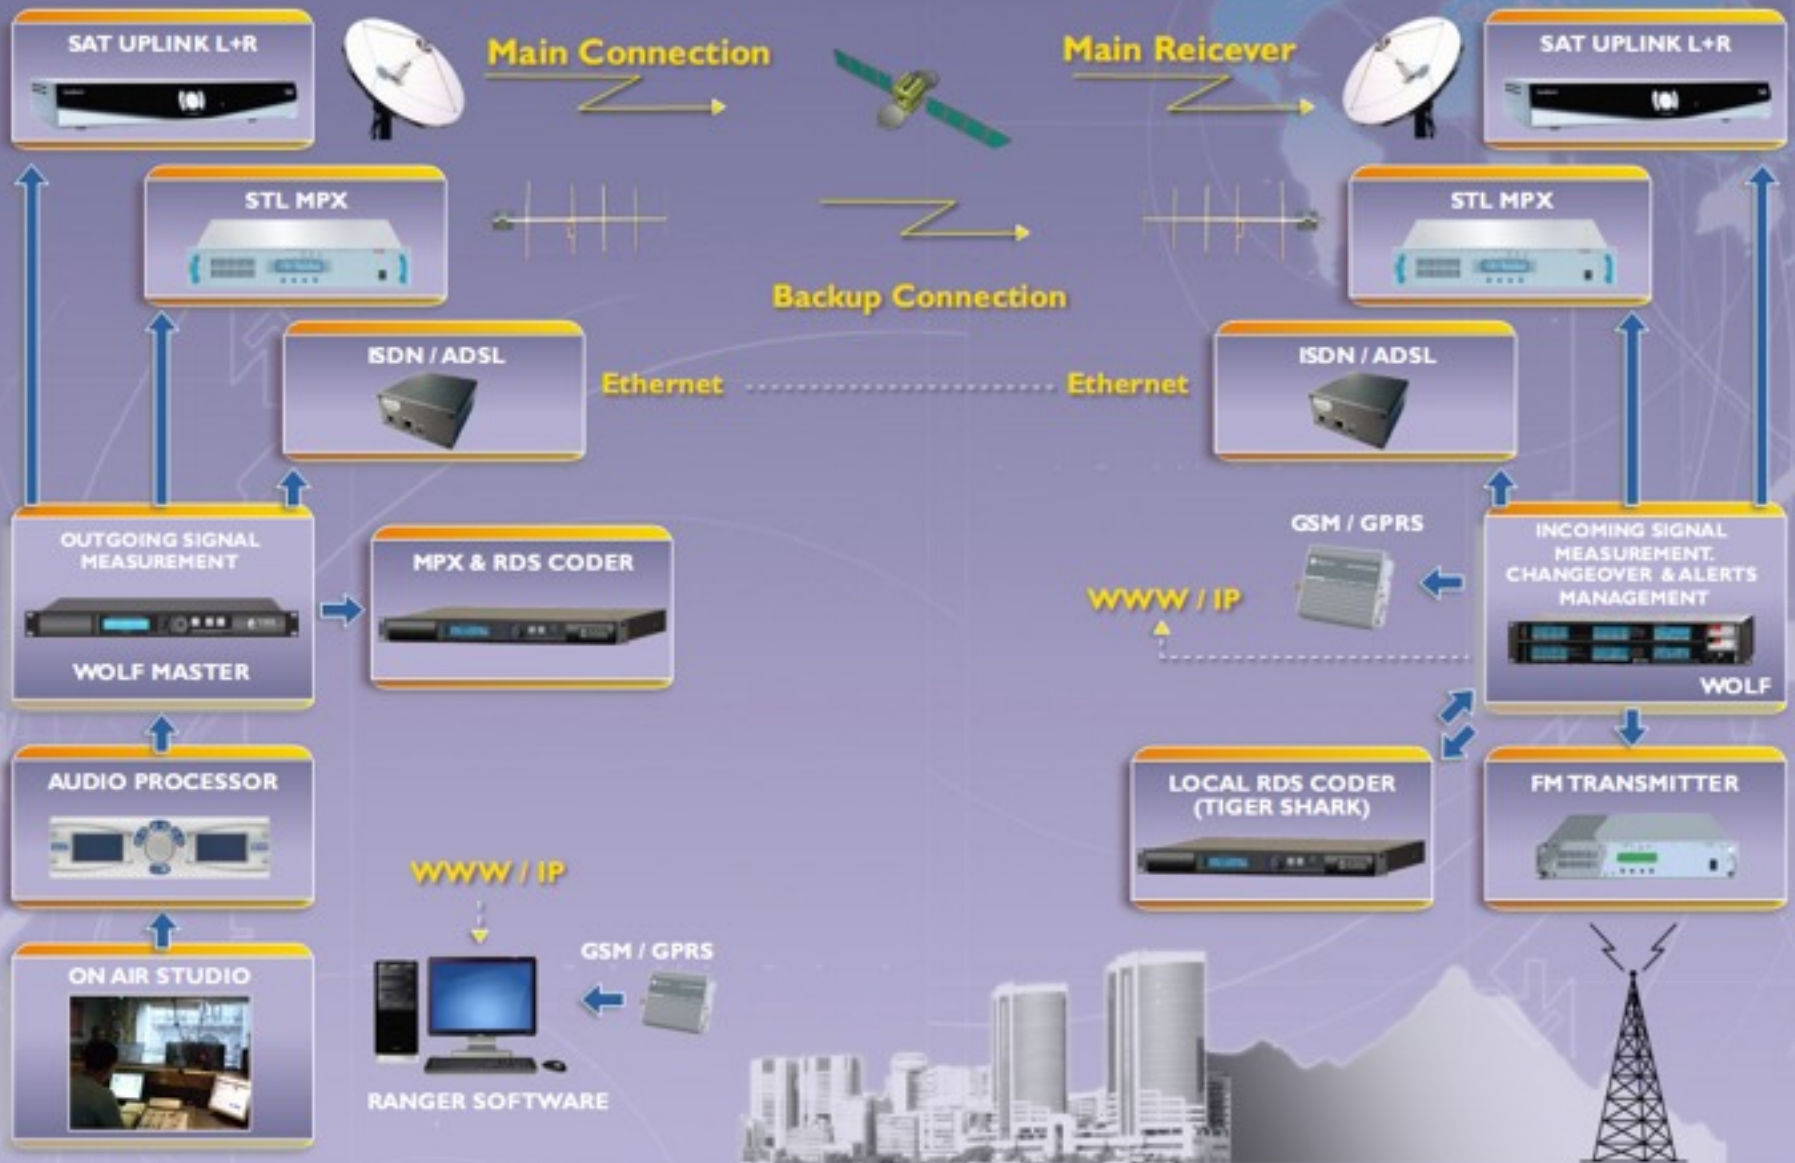 SAT UPLINK L+R
Main Connection
Main Reicever
SAT UPLINK L+R
STL MPX
STL MPX
Backup Connection
ISDN / ADSL
Ethernet
Ethernet
ISDN / ADSL
OUTGOING SIGNAL
MEASUREMENT
WOLF MASTER
MPX & RDS CODER
GSM / GPRS
WWW / IP
INCOMING SIGNAL
MEASUREMENT.
CHANGEOVER & ALERTS
MANAGEMENT
WOLF
AUDIO PROCESSOR
LOCAL RDS CODER
(TIGER SHARK)
FM TRANSMITTER
WWW / IP
GSM / GPRS
ON AIR STUDIO
RANGER SOFTWARE